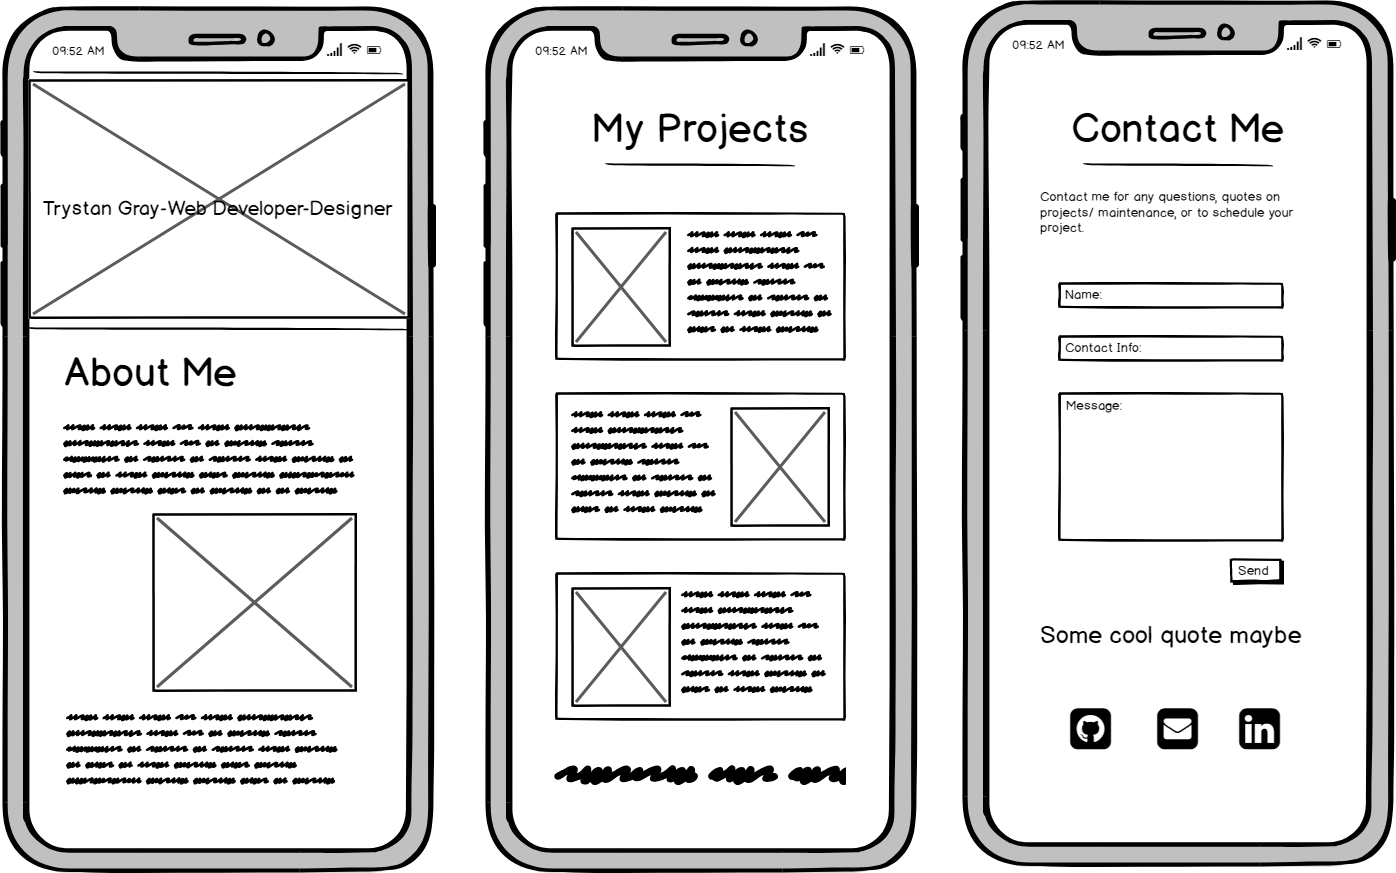 09:52 AM
Trystan Gray-Web Developer-Designer
About Me
09:52 AM
My Projects
09:52 AM
Contact Me
Contact me for any questions, quotes on
projects/ maintenance, or to schedule your
project.
Name:
Contact Info:
Message:
Send
Some cool quote maybe
in